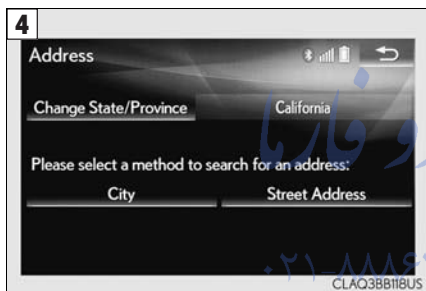 4
Address
Change State/Province California
Please select a method to search for an address:
City Street Address
CLAQ3BB118US